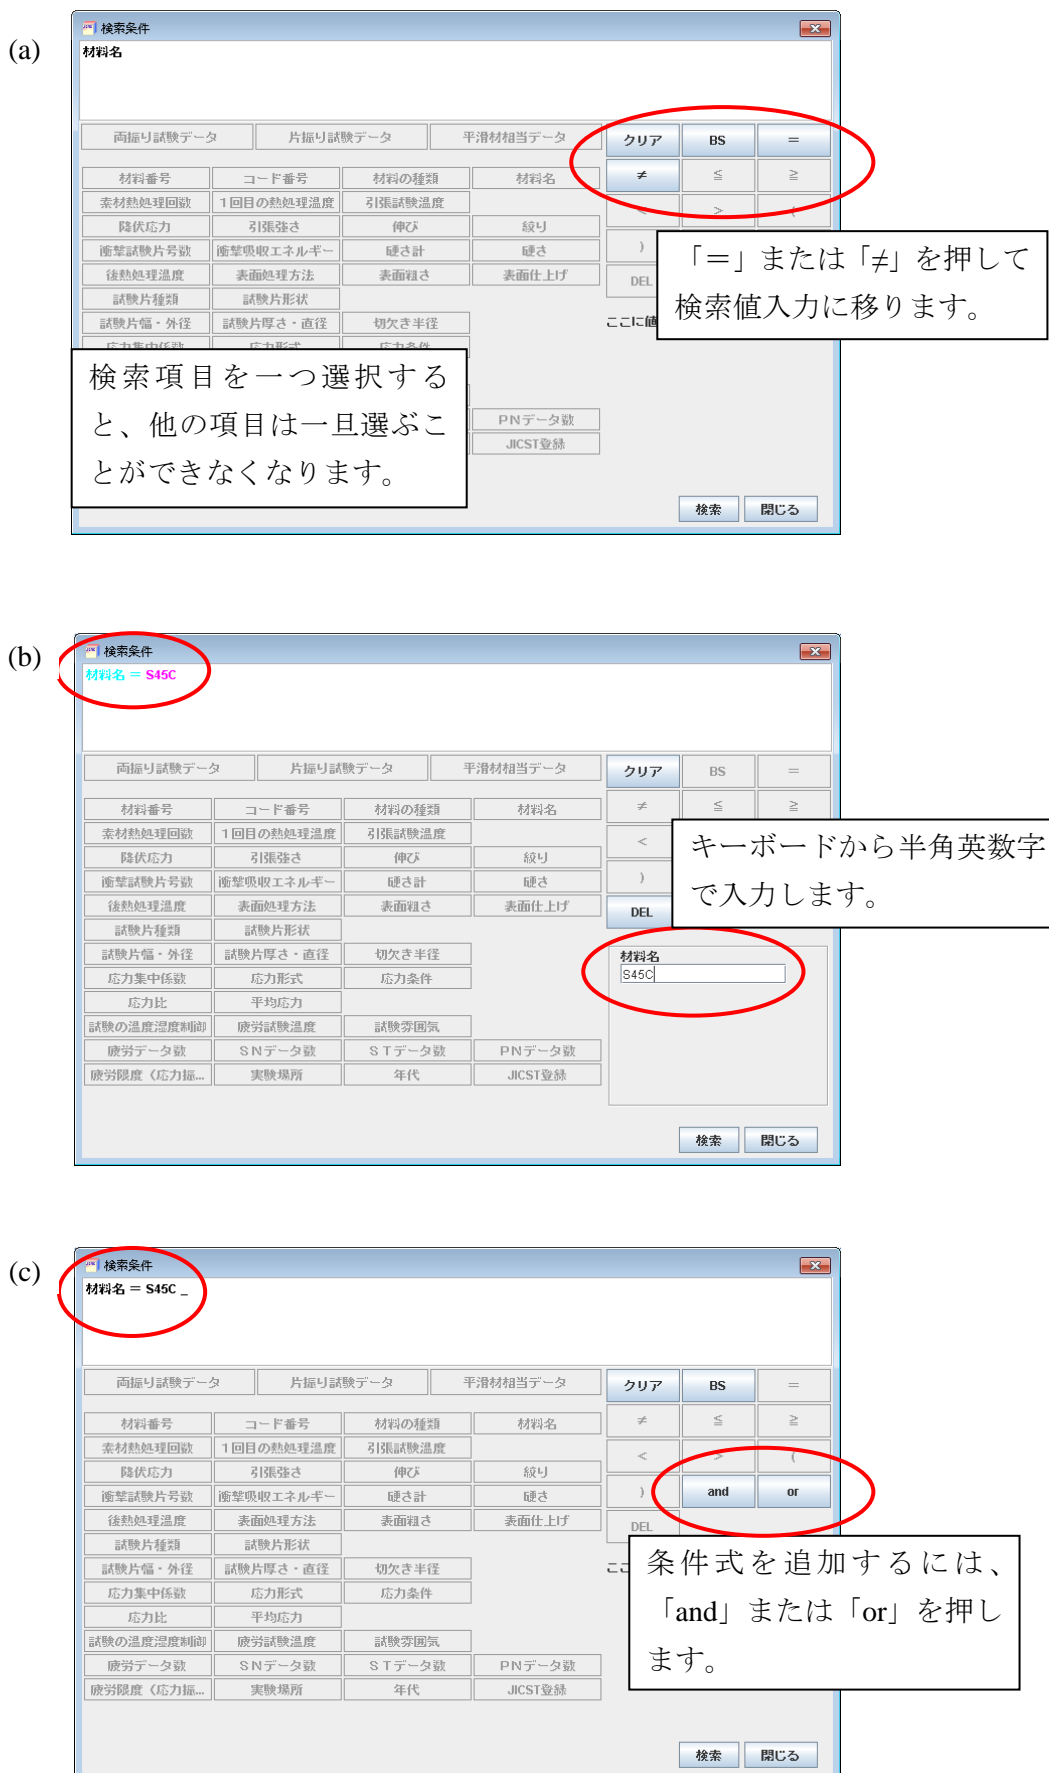 (a)
検索条件
材料名
両振り試験データ 片振り試験データ 平滑材相当データ クリア BS ＝
材料番号 コード番号 材料の種類 材料名 ≠ ≦ ≧
素材熱処理回数 1回目の熱処理温度 引張試験温度 < > (
降伏応力 引張強さ 伸び 絞り
衝撃試験片号数 衝撃吸収エネルギー 硬さ計 硬さ )
後熱処理温度 表面処理方法 表面粗さ 表面仕上げ DEL
試験片種類 試験片形状
試験片幅・外径 試験片厚さ・直径 切欠き半径 ここに値
応力集中係数 応力形式 応力条件
「＝」または「≠」を押して
検索値入力に移ります。
検索項目を一つ選択する
と、他の項目は一旦選ぶこ
とができなくなります。
PNデータ数
JICST登録
検索 閉じる
(b)
検索条件
材料名 ＝ S45C
両振り試験データ 片振り試験データ 平滑材相当データ クリア BS ＝
材料番号 コード番号 材料の種類 材料名 ≠ ≦ ≧
素材熱処理回数 1回目の熱処理温度 引張試験温度 <
降伏応力 引張強さ 伸び 絞り
衝撃試験片号数 衝撃吸収エネルギー 硬さ計 硬さ )
後熱処理温度 表面処理方法 表面粗さ 表面仕上げ DEL
試験片種類 試験片形状
試験片幅・外径 試験片厚さ・直径 切欠き半径
応力集中係数 応力形式 応力条件
応力比 平均応力
試験の温度湿度制御 疲労試験温度 試験雰囲気
疲労データ数 SNデータ数 STデータ数 PNデータ数
疲労限度（応力振... 実験場所 年代 JICST登録
キーボードから半角英数字
で入力します。
材料名
S45C
検索 閉じる
(c)
検索条件
材料名 ＝ S45C _
両振り試験データ 片振り試験データ 平滑材相当データ クリア BS ＝
材料番号 コード番号 材料の種類 材料名 ≠ ≦ ≧
素材熱処理回数 1回目の熱処理温度 引張試験温度 < > (
降伏応力 引張強さ 伸び 絞り
衝撃試験片号数 衝撃吸収エネルギー 硬さ計 硬さ ) and or
後熱処理温度 表面処理方法 表面粗さ 表面仕上げ DEL
試験片種類 試験片形状
試験片幅・外径 試験片厚さ・直径 切欠き半径 ここ
応力集中係数 応力形式 応力条件
応力比 平均応力
試験の温度湿度制御 疲労試験温度 試験雰囲気
疲労データ数 SNデータ数 STデータ数 PNデータ数
疲労限度（応力振... 実験場所 年代 JICST登録
条件式を追加するには、
「and」または「or」を押し
ます。
検索 閉じる